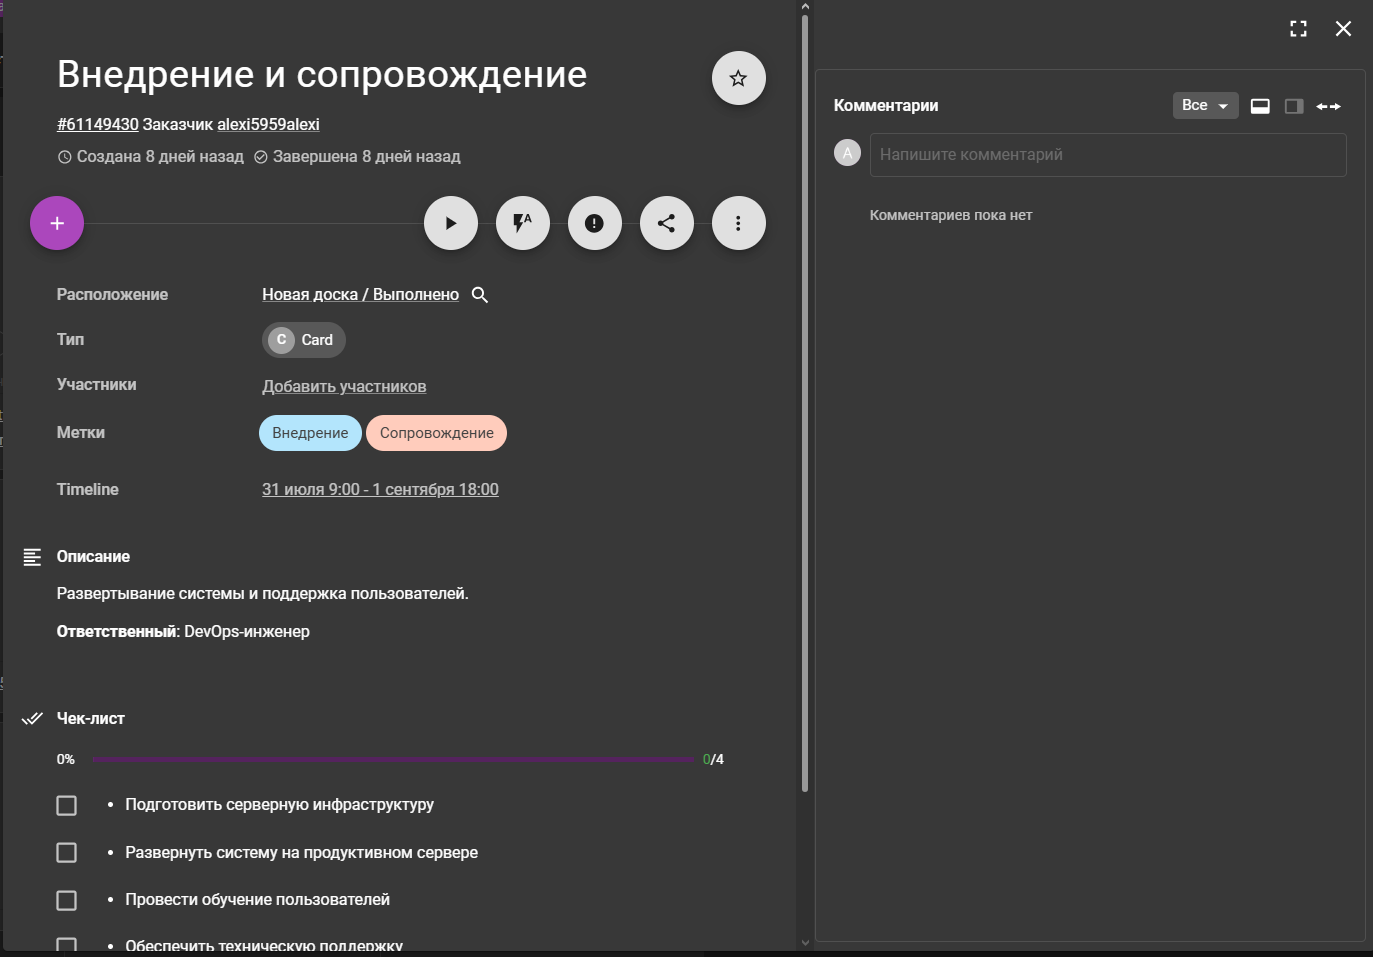 Внедрение и сопровождение
#61149430 Заказчик alexi5959alexi
Создана 8 дней назад Завершена 8 дней назад
A
Расположение Новая доска / Выполнено
Тип C Card
Участники Добавить участников
Метки Внедрение Сопровождение
Timeline 31 июля 9:00 - 1 сентября 18:00
Описание
Развертывание системы и поддержка пользователей.
Ответственный: DevOps-инженер
Чек-лист
0% 0/4
• Подготовить серверную инфраструктуру
• Развернуть систему на продуктивном сервере
• Провести обучение пользователей
• Обеспечить техническую поддержку
Комментарии Все
A Напишите комментарий
Комментариев пока нет